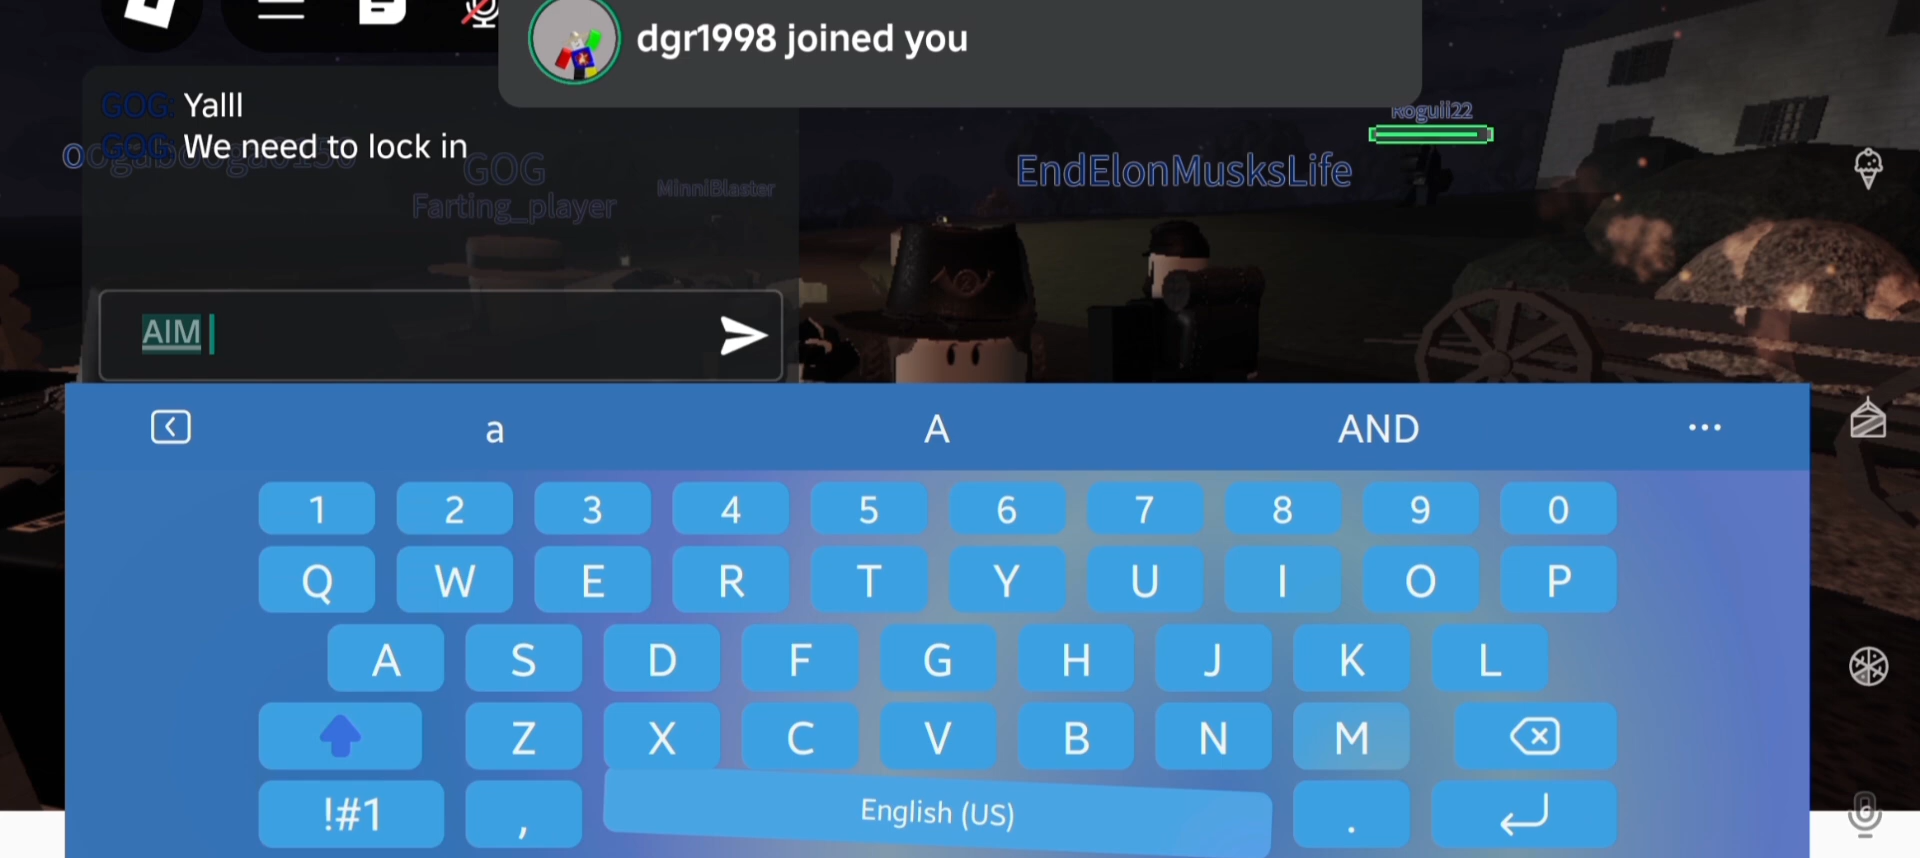 dgr1998 joined you
GOG: Yalll
GOG: We need to lock in
GOG
Farting_player
MinniBlaster
EndElonMusksLife
Roguii22
AIM
a A AND ...
1 2 3 4 5 6 7 8 9 0
Q W E R T Y U I O P
A S D F G H J K L
Z X C V B N M
!#1 , English (US) .